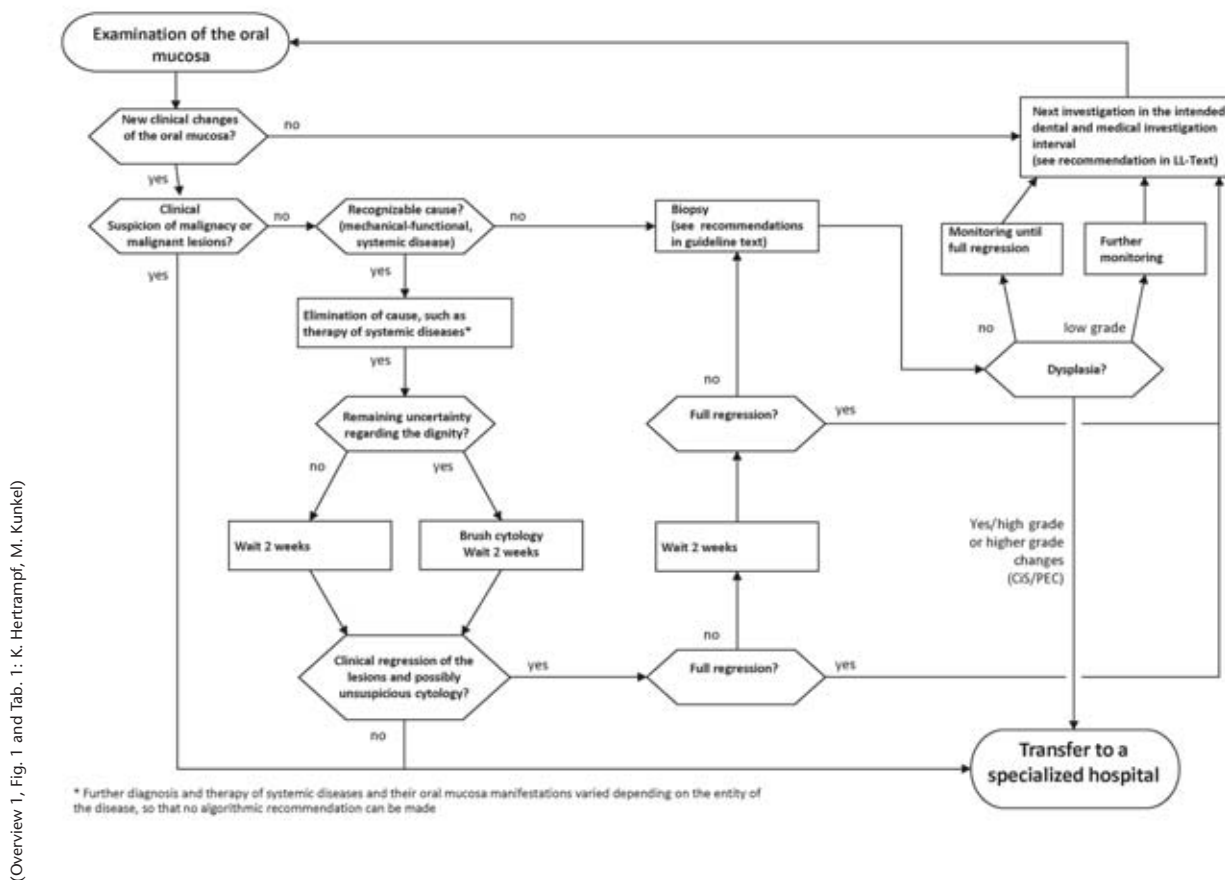 Examination of the oral
mucosa
New clinical changes
of the oral mucosa?
no
yes
Next investigation in the intended
dental and medical investigation
interval
(see recommendation in LL-Text)
Clinical
Suspicion of malignacy or
malignant lesions?
no
yes
Recognizable cause?
(mechanical-functional,
systemic disease)
no
yes
Biopsy
(see recommendations
in guideline text)
Monitoring until
full regression
Further
monitoring
Elimination of cause, such as
therapy of systemic diseases*
yes
no
low grade
Dysplasia?
Remaining uncertainty
regarding the dignity?
no
yes
no
Full regression?
yes
Wait 2 weeks
Brush cytology
Wait 2 weeks
Wait 2 weeks
Yes/high grade
or higher grade
changes
(CiS/PEC)
Clinical regression of the
lesions and possibly
unsuspicious cytology?
yes
no
no
Full regression?
yes
Transfer to a
specialized hospital
* Further diagnosis and therapy of systemic diseases and their oral mucosa manifestations varied depending on the entity of
the disease, so that no algorithmic recommendation can be made
(Overview 1, Fig. 1 and Tab. 1: K. Hertrampf, M. Kunkel)